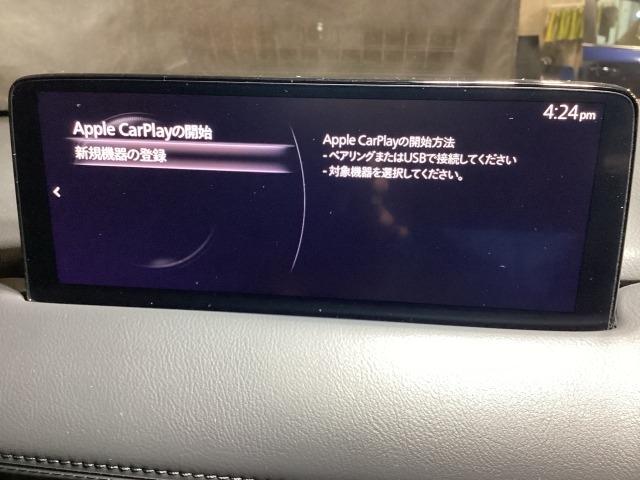 4:24 pm
Apple CarPlayの開始
新規機器の登録
Apple CarPlayの開始方法
- ペアリングまたはUSBで接続してください
- 対象機器を選択してください。